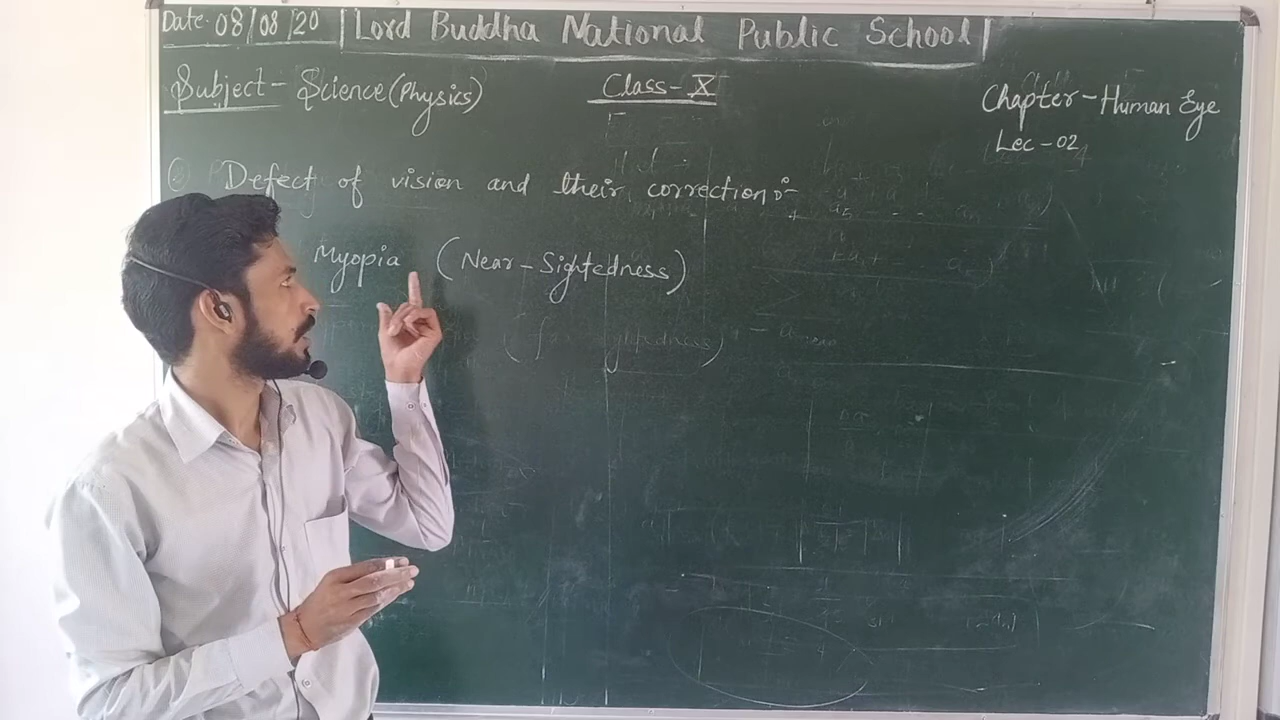 Date. 08/08/20 | Lord Buddha National Public School |
Subject - Science (Physics)
Class - X
Chapter - Human Eye
Lec - 02
Defect of vision and their correction :-
Myopia (Near - Sightedness)